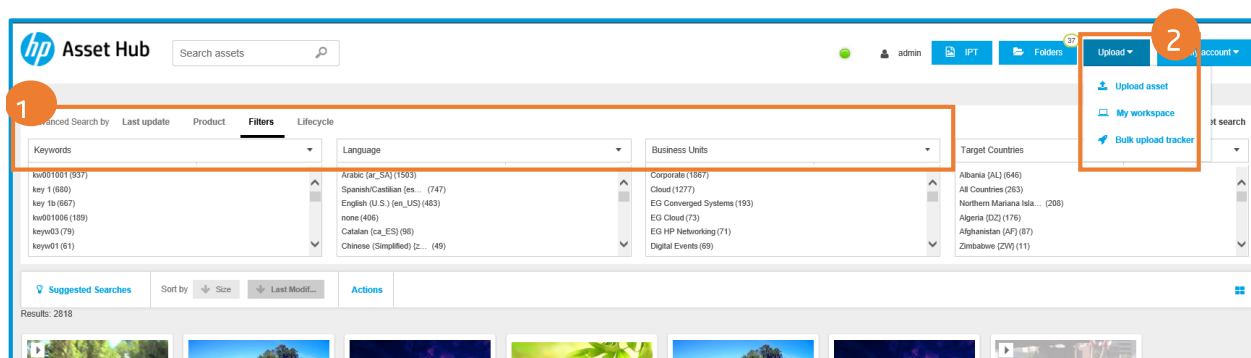 hp Asset Hub
Search assets
admin
IPT
Folders
37
Upload
2
account
Upload asset
My workspace
Bulk upload tracker
1
Search by Last update Product Filters Lifecycle
search
Keywords
Language
Business Units
Target Countries
kw001001 (937)
key 1 (680)
key 1b (667)
kw001006 (189)
keyw03 (79)
keyw01 (61)
Arabic {ar_SA} (1503)
Spanish/Castilian {es... (747)
English (U.S.) {en_US} (483)
none (406)
Catalan {ca_ES} (98)
Chinese (Simplified) {z... (49)
Corporate (1867)
Cloud (1277)
EG Converged Systems (193)
EG Cloud (73)
EG HP Networking (71)
Digital Events (69)
Albania {AL} (646)
All Countries (263)
Northern Mariana Isla... (208)
Algeria {DZ} (176)
Afghanistan {AF} (87)
Zimbabwe {ZW} (11)
Suggested Searches
Sort by Size Last Modif...
Actions
Results: 2818